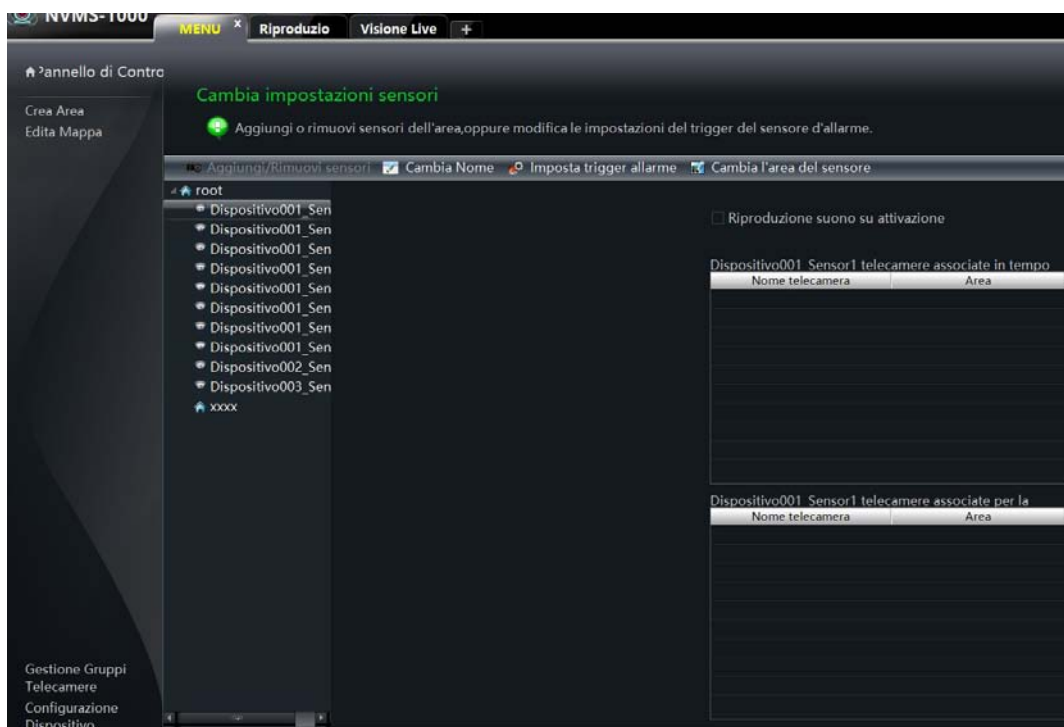 NVMS-1000
MENU x Riproduzio Visione Live +
Pannello di Contro
Crea Area
Edita Mappa
Cambia impostazioni sensori
Aggiungi o rimuovi sensori dell'area,oppure modifica le impostazioni del trigger del sensore d'allarme.
Aggiungi/Rimuovi sensori Cambia Nome Imposta trigger allarme Cambia l'area del sensore
root
Dispositivo001_Sen
Dispositivo001_Sen
Dispositivo001_Sen
Dispositivo001_Sen
Dispositivo001_Sen
Dispositivo001_Sen
Dispositivo001_Sen
Dispositivo001_Sen
Dispositivo002_Sen
Dispositivo003_Sen
xxxx
Riproduzione suono su attivazione
Dispositivo001_Sensor1 telecamere associate in tempo
Nome telecamera Area
Dispositivo001_Sensor1 telecamere associate per la
Nome telecamera Area
Gestione Gruppi
Telecamere
Configurazione
Dispositivo